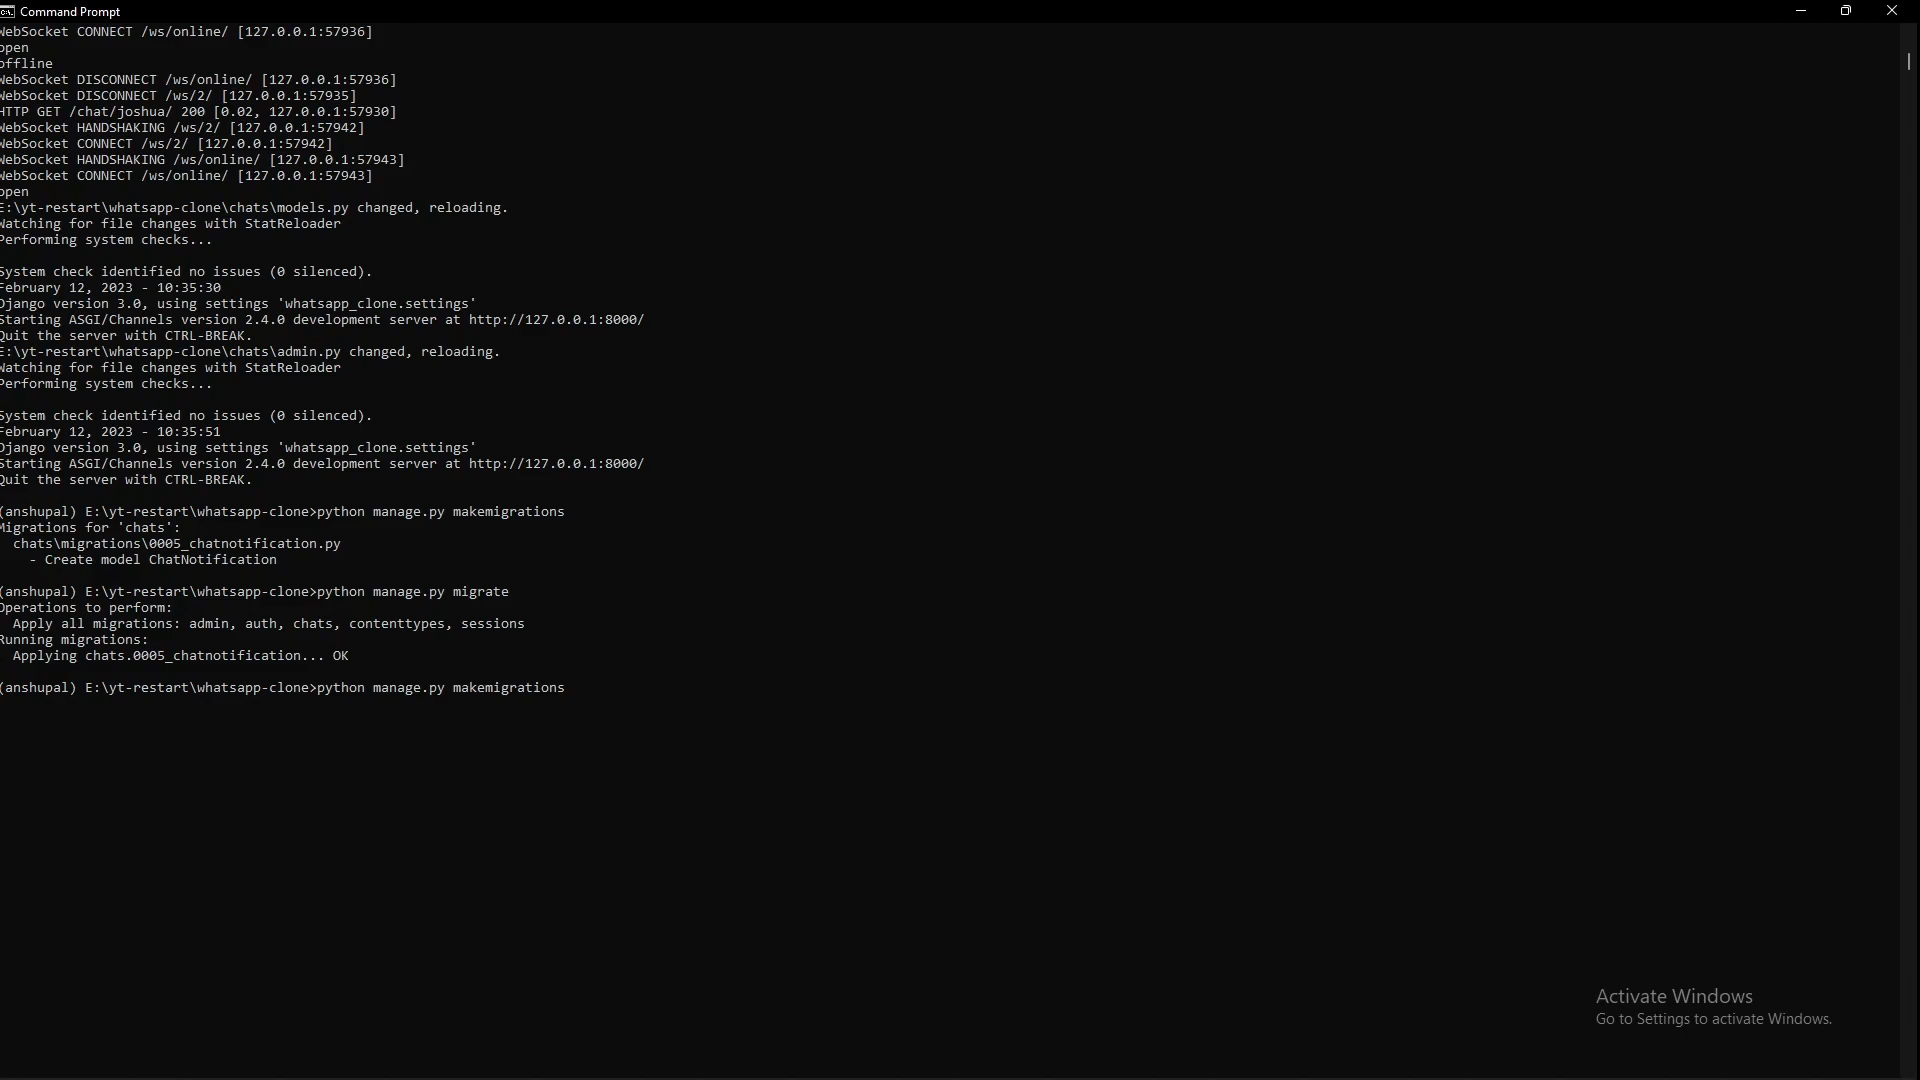 Command Prompt
WebSocket CONNECT /ws/online/ [127.0.0.1:57936]
open
offline
WebSocket DISCONNECT /ws/online/ [127.0.0.1:57936]
WebSocket DISCONNECT /ws/2/ [127.0.0.1:57935]
HTTP GET /chat/joshua/ 200 [0.02, 127.0.0.1:57930]
WebSocket HANDSHAKING /ws/2/ [127.0.0.1:57942]
WebSocket CONNECT /ws/2/ [127.0.0.1:57942]
WebSocket HANDSHAKING /ws/online/ [127.0.0.1:57943]
WebSocket CONNECT /ws/online/ [127.0.0.1:57943]
open
E:\yt-restart\whatsapp-clone\chats\models.py changed, reloading.
Watching for file changes with StatReloader
Performing system checks...
System check identified no issues (0 silenced).
February 12, 2023 - 10:35:30
Django version 3.0, using settings 'whatsapp_clone.settings'
Starting ASGI/Channels version 2.4.0 development server at http://127.0.0.1:8000/
Quit the server with CTRL-BREAK.
E:\yt-restart\whatsapp-clone\chats\admin.py changed, reloading.
Watching for file changes with StatReloader
Performing system checks...
System check identified no issues (0 silenced).
February 12, 2023 - 10:35:51
Django version 3.0, using settings 'whatsapp_clone.settings'
Starting ASGI/Channels version 2.4.0 development server at http://127.0.0.1:8000/
Quit the server with CTRL-BREAK.
(anshupal) E:\yt-restart\whatsapp-clone>python manage.py makemigrations
Migrations for 'chats':
chats\migrations\0005_chatnotification.py
- Create model ChatNotification
(anshupal) E:\yt-restart\whatsapp-clone>python manage.py migrate
Operations to perform:
Apply all migrations: admin, auth, chats, contenttypes, sessions
Running migrations:
Applying chats.0005_chatnotification... OK
(anshupal) E:\yt-restart\whatsapp-clone>python manage.py makemigrations
Activate Windows
Go to Settings to activate Windows.